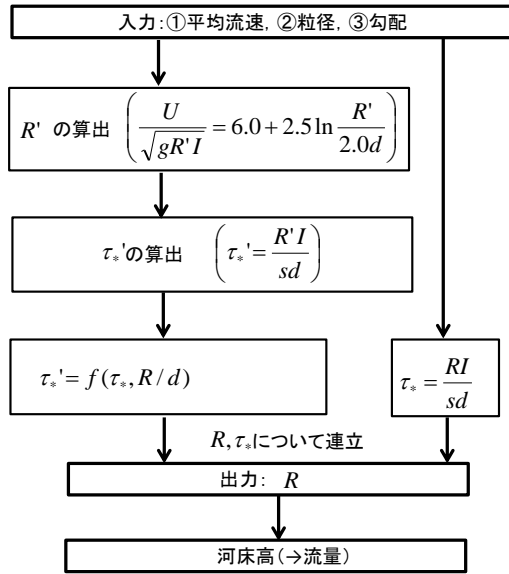 入力：①平均流速，②粒径，③勾配
R' の算出 (U/√(gR'I) = 6.0 + 2.5 ln R'/2.0d)
τ*'の算出 (τ*' = R'I/sd)
τ*' = f(τ*, R/d)
τ* = RI/sd
R, τ*について連立
出力： R
河床高(→流量)